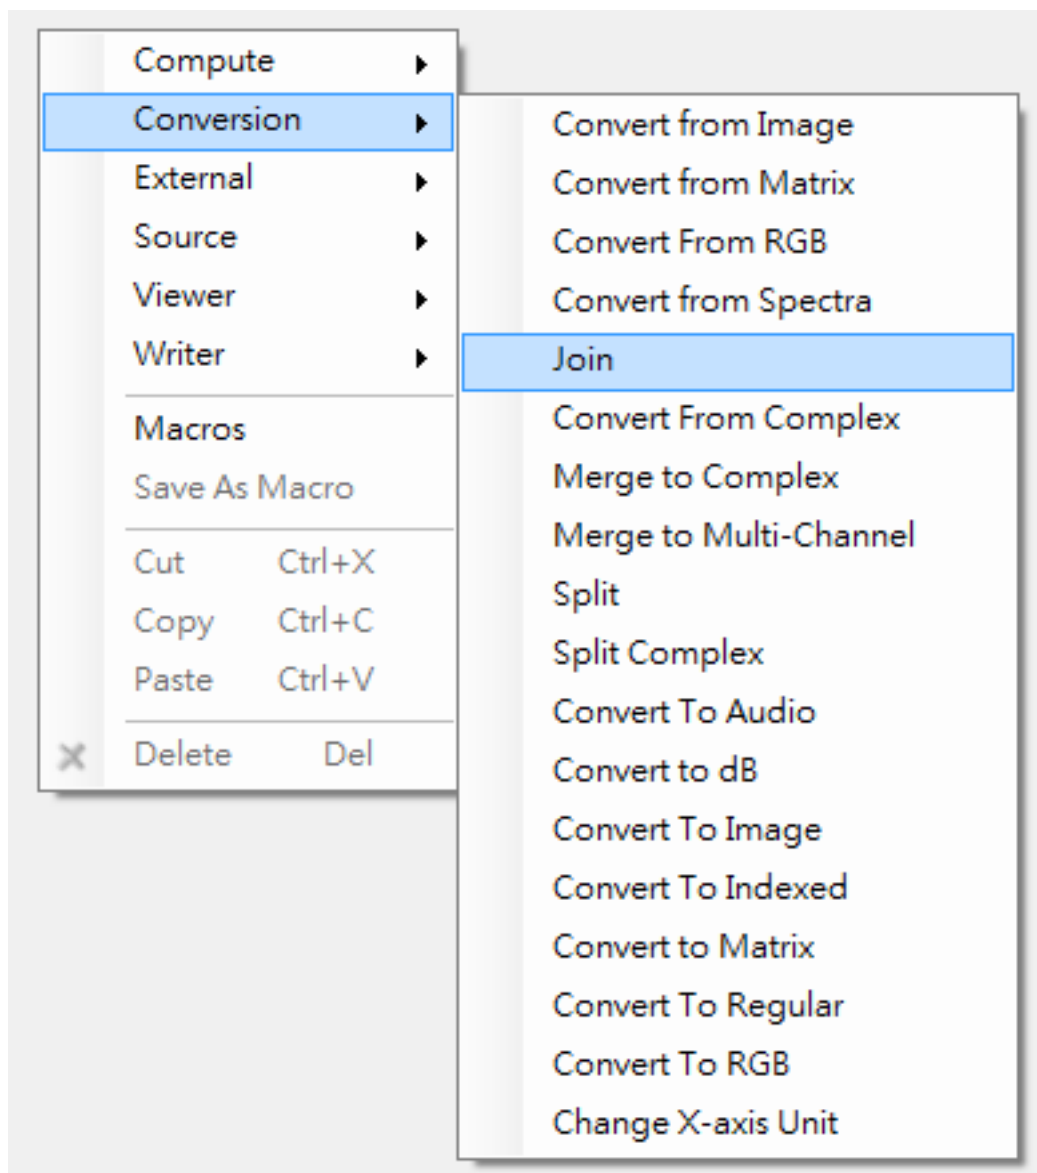 Compute
Conversion
External
Source
Viewer
Writer
Macros
Save As Macro
Cut Ctrl+X
Copy Ctrl+C
Paste Ctrl+V
Delete Del
Convert from Image
Convert from Matrix
Convert From RGB
Convert from Spectra
Join
Convert From Complex
Merge to Complex
Merge to Multi-Channel
Split
Split Complex
Convert To Audio
Convert to dB
Convert To Image
Convert To Indexed
Convert to Matrix
Convert To Regular
Convert To RGB
Change X-axis Unit